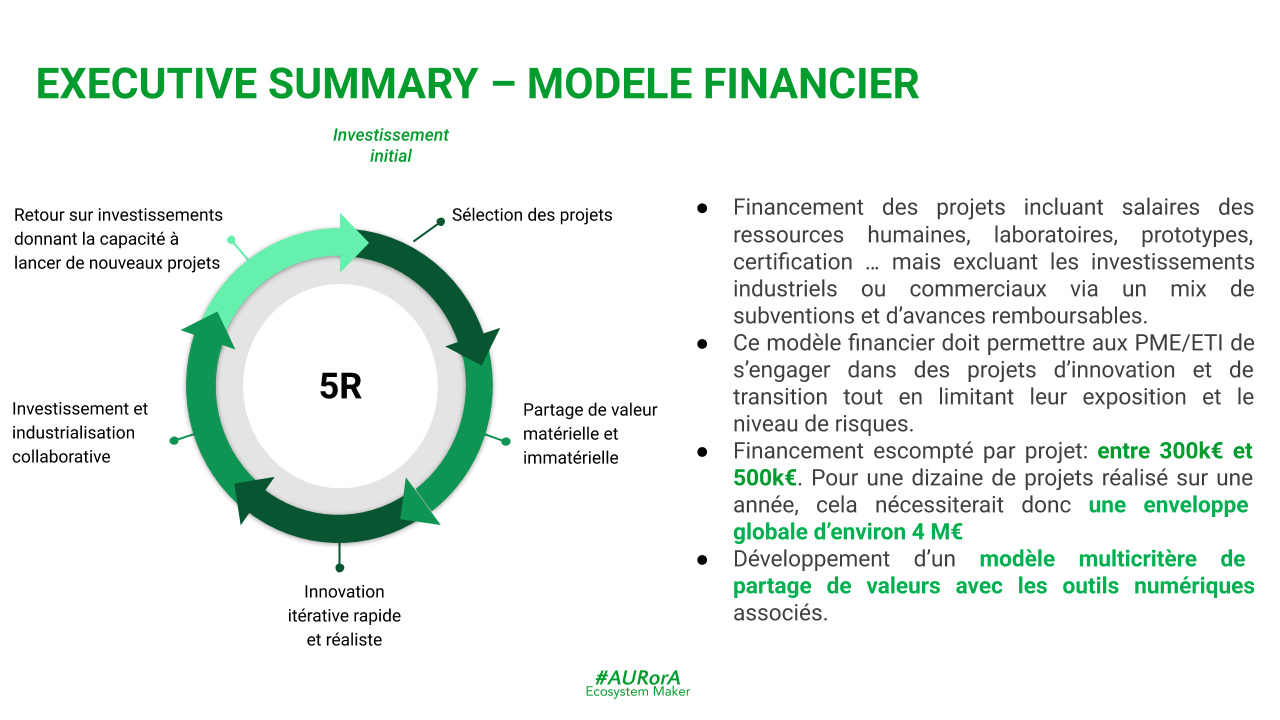 EXECUTIVE SUMMARY – MODELE FINANCIER
Investissement
initial
Retour sur investissements
donnant la capacité à
lancer de nouveaux projets
Sélection des projets
5R
Investissement et
industrialisation
collaborative
Partage de valeur
matérielle et
immatérielle
Innovation
itérative rapide
et réaliste
● Financement des projets incluant salaires des
ressources humaines, laboratoires, prototypes,
certification … mais excluant les investissements
industriels ou commerciaux via un mix de
subventions et d’avances remboursables.
● Ce modèle financier doit permettre aux PME/ETI de
s’engager dans des projets d’innovation et de
transition tout en limitant leur exposition et le
niveau de risques.
● Financement escompté par projet: entre 300k€ et
500k€. Pour une dizaine de projets réalisé sur une
année, cela nécessiterait donc une enveloppe
globale d’environ 4 M€
● Développement d’un modèle multicritère de
partage de valeurs avec les outils numériques
associés.
#AURorA
Ecosystem Maker